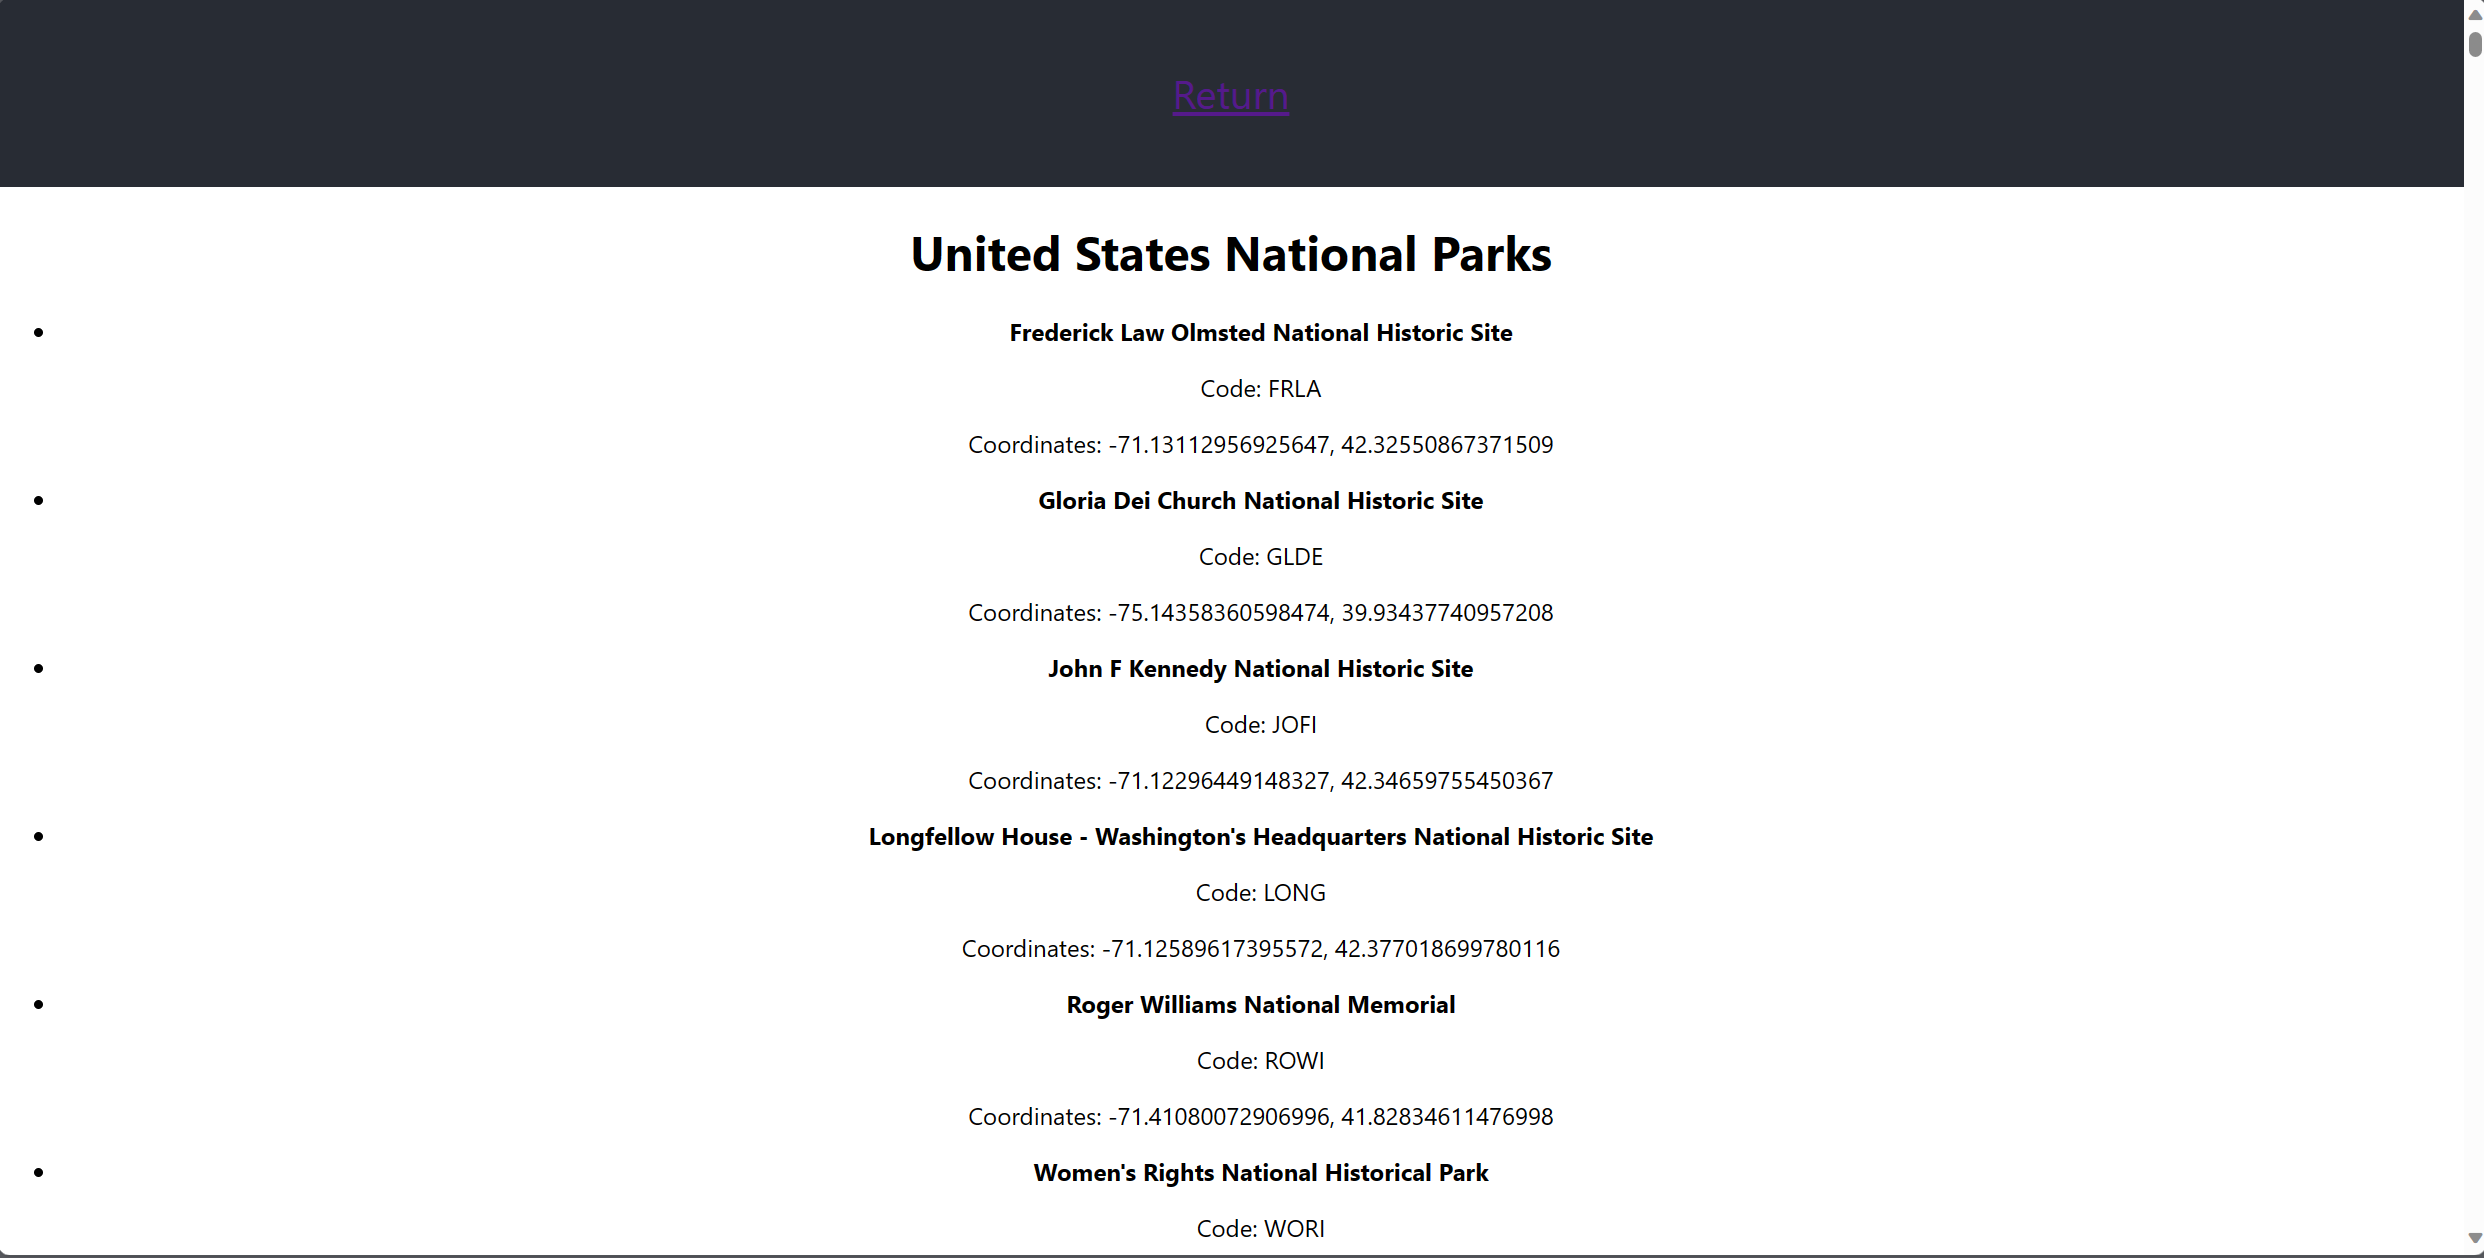 Return
United States National Parks
Frederick Law Olmsted National Historic Site
Code: FRLA
Coordinates: -71.13112956925647, 42.32550867371509
Gloria Dei Church National Historic Site
Code: GLDE
Coordinates: -75.14358360598474, 39.93437740957208
John F Kennedy National Historic Site
Code: JOFI
Coordinates: -71.12296449148327, 42.34659755450367
Longfellow House - Washington's Headquarters National Historic Site
Code: LONG
Coordinates: -71.12589617395572, 42.377018699780116
Roger Williams National Memorial
Code: ROWI
Coordinates: -71.41080072906996, 41.82834611476998
Women's Rights National Historical Park
Code: WORI